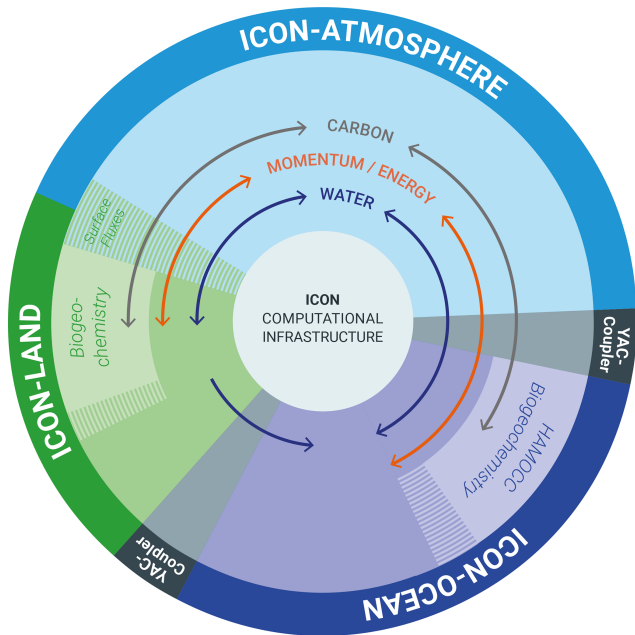 ICON-ATMOSPHERE
CARBON
MOMENTUM / ENERGY
WATER
Surface
Fluxes
Biogeo-
chemistry
ICON-LAND
ICON
COMPUTATIONAL
INFRASTRUCTURE
YAC-
Coupler
HAMOCC
Biogeochemistry
YAC-
Coupler
ICON-OCEAN